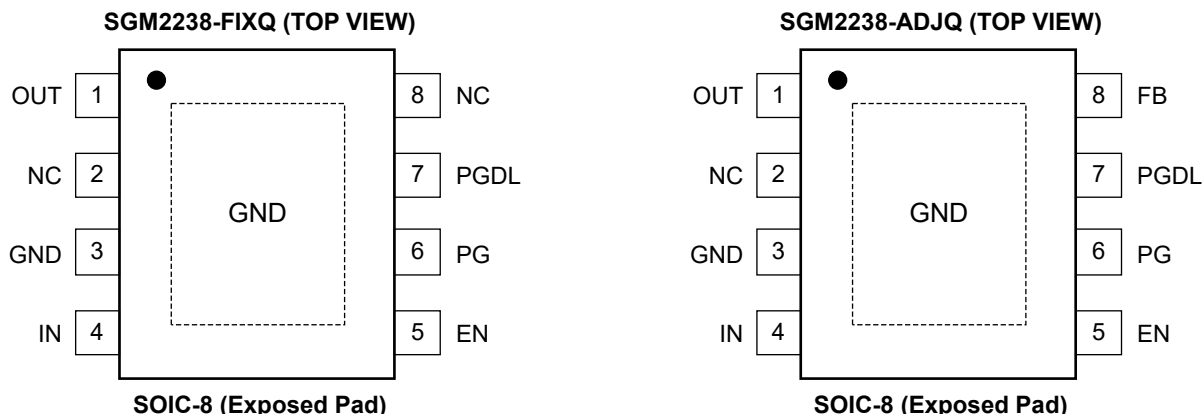 SGM2238-FIXQ (TOP VIEW)
OUT 1 8 NC
NC 2 7 PGDL
GND
GND 3 6 PG
IN 4 5 EN
SOIC-8 (Exposed Pad)
SGM2238-ADJQ (TOP VIEW)
OUT 1 8 FB
NC 2 7 PGDL
GND
GND 3 6 PG
IN 4 5 EN
SOIC-8 (Exposed Pad)